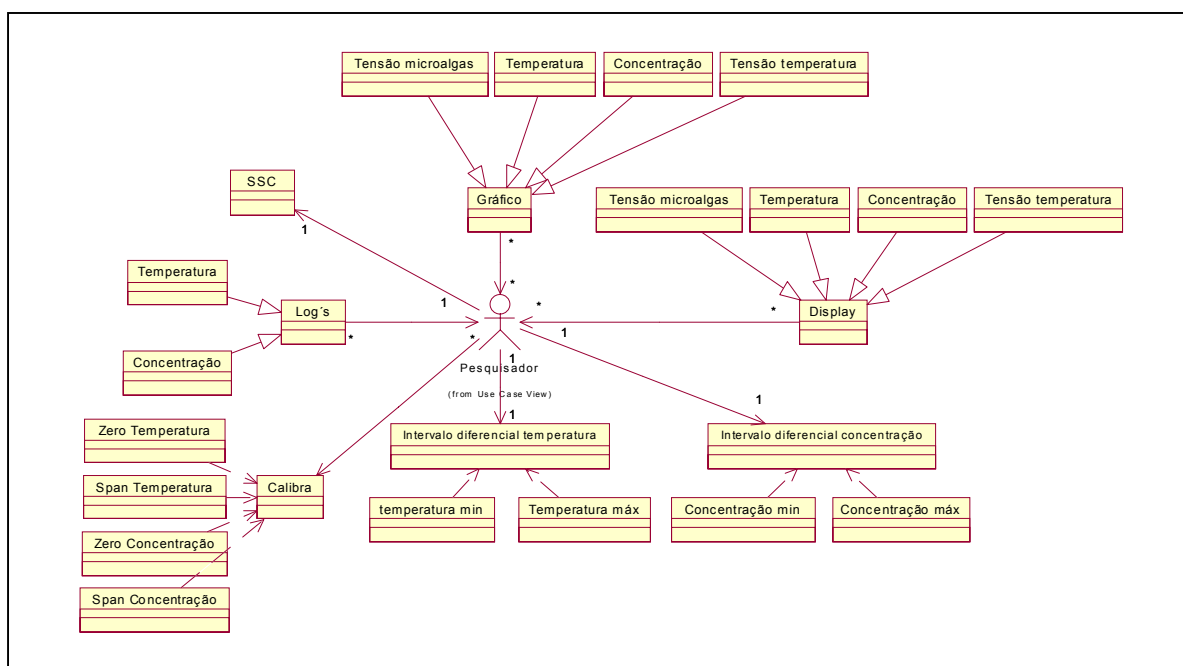 Tensão microalgas
Temperatura
Concentração
Tensão temperatura
SSC
1
Gráfico
*
*
Tensão microalgas
Temperatura
Concentração
Tensão temperatura
Temperatura
Log´s
*
1
*
*
Display
1
*
Concentração
Pesquisador
(from Use Case View)
1
1
1
Zero Temperatura
Span Temperatura
Calibra
Zero Concentração
Span Concentração
Intervalo diferencial temperatura
Intervalo diferencial concentração
temperatura min
Temperatura máx
Concentração min
Concentração máx